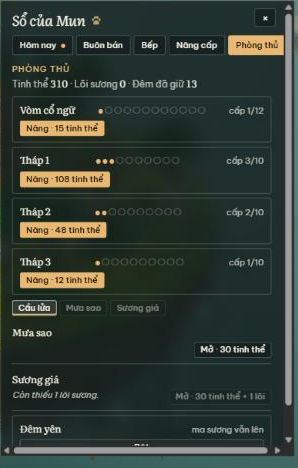 Sổ của Mun
×
Hôm nay
Buôn bán
Bếp
Nâng cấp
Phòng thủ
PHÒNG THỦ
Tinh thể 310 · Lõi sương 0 · Đêm đã giữ 13
Vòm cổ ngữ cấp 1/12
Nâng · 15 tinh thể
Tháp 1 cấp 3/10
Nâng · 108 tinh thể
Tháp 2 cấp 2/10
Nâng · 48 tinh thể
Tháp 3 cấp 1/10
Nâng · 12 tinh thể
Cầu lửa
Mưa sao
Sương giá
Mưa sao
Mở · 30 tinh thể
Sương giá
Còn thiếu 1 lõi sương.
Mở · 30 tinh thể + 1 lõi
Đêm yên ma sương vẫn lên